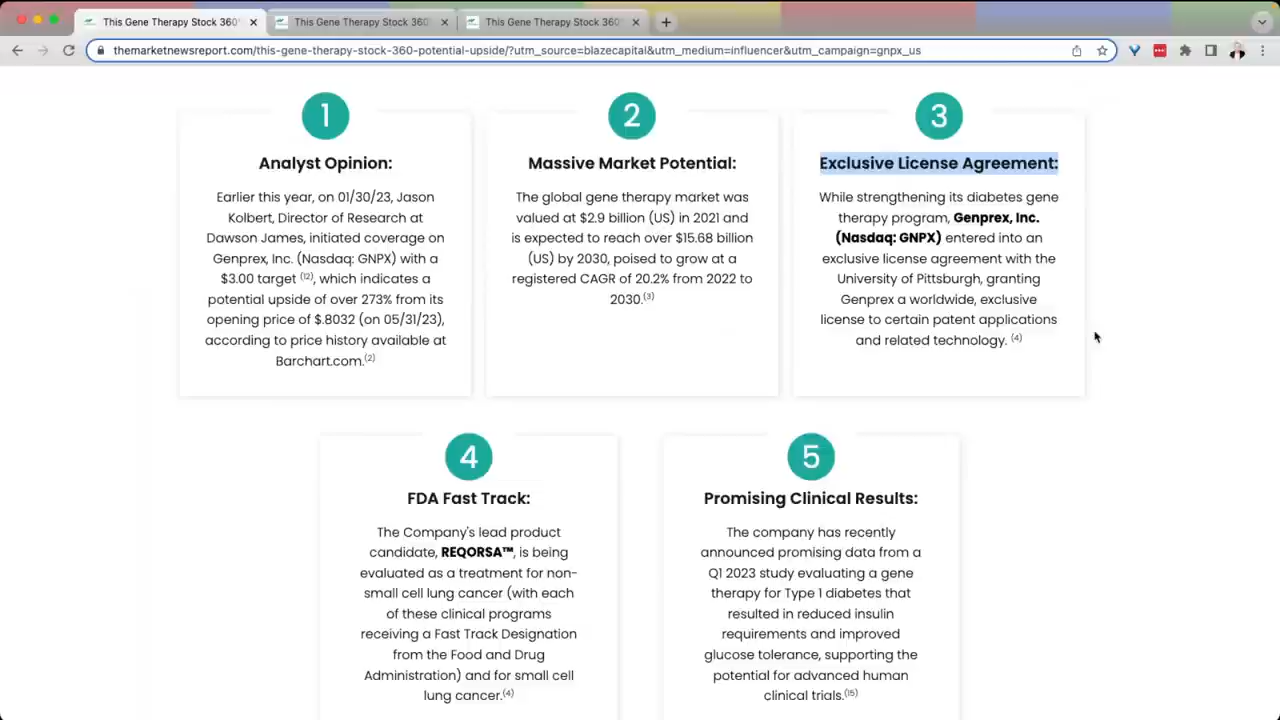 This Gene Therapy Stock 360°
This Gene Therapy Stock 360°
This Gene Therapy Stock 360°
themarketnewsreport.com/this-gene-therapy-stock-360-potential-upside/?utm_source=blazecapital&utm_medium=influencer&utm_campaign=gnpx_us
1
Analyst Opinion:
Earlier this year, on 01/30/23, Jason
Kolbert, Director of Research at
Dawson James, initiated coverage on
Genprex, Inc. (Nasdaq: GNPX) with a
$3.00 target (12), which indicates a
potential upside of over 273% from its
opening price of $.8032 (on 05/31/23),
according to price history available at
Barchart.com.(2)
2
Massive Market Potential:
The global gene therapy market was
valued at $2.9 billion (US) in 2021 and
is expected to reach over $15.68 billion
(US) by 2030, poised to grow at a
registered CAGR of 20.2% from 2022 to
2030.(3)
3
Exclusive License Agreement:
While strengthening its diabetes gene
therapy program, Genprex, Inc.
(Nasdaq: GNPX) entered into an
exclusive license agreement with the
University of Pittsburgh, granting
Genprex a worldwide, exclusive
license to certain patent applications
and related technology. (4)
4
FDA Fast Track:
The Company's lead product
candidate, REQORSA™, is being
evaluated as a treatment for non-
small cell lung cancer (with each
of these clinical programs
receiving a Fast Track Designation
from the Food and Drug
Administration) and for small cell
lung cancer.(4)
5
Promising Clinical Results:
The company has recently
announced promising data from a
Q1 2023 study evaluating a gene
therapy for Type 1 diabetes that
resulted in reduced insulin
requirements and improved
glucose tolerance, supporting the
potential for advanced human
clinical trials.(15)